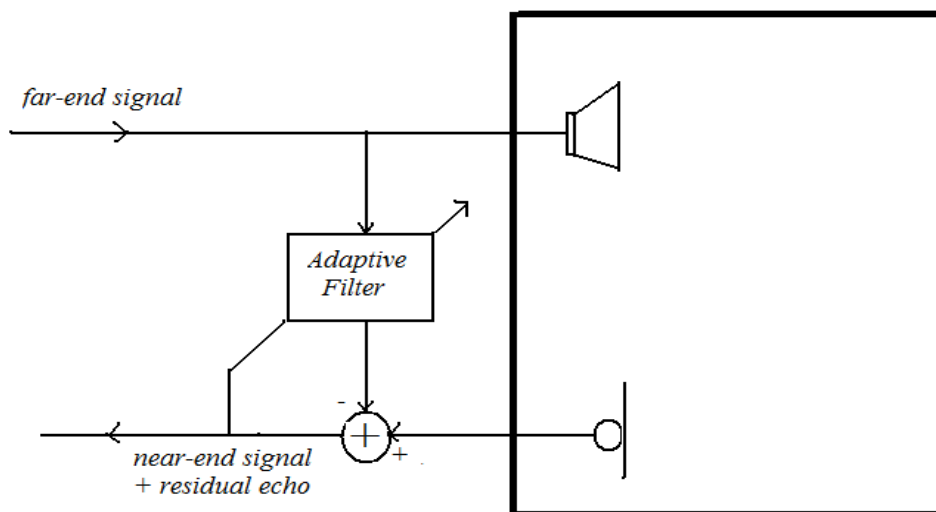 far-end signal
Adaptive
Filter
-
+
+
near-end signal
+ residual echo